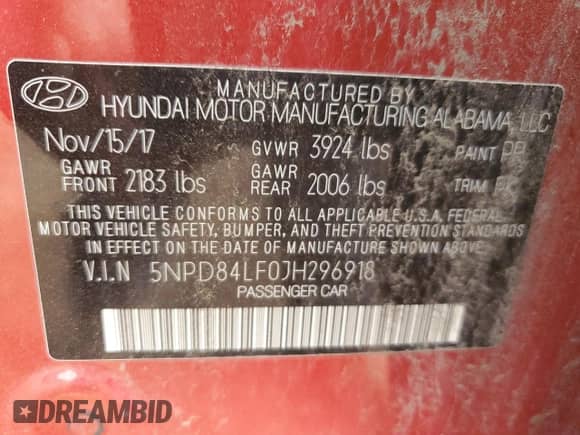 MANUFACTURED BY
HYUNDAI MOTOR MANUFACTURING ALABAMA, LLC
Nov/15/17 GVWR 3924 lbs PAINT PR
GAWR FRONT 2183 lbs GAWR REAR 2006 lbs TRIM
THIS VEHICLE CONFORMS TO ALL APPLICABLE U.S.A. FEDERAL
MOTOR VEHICLE SAFETY, BUMPER, AND THEFT PREVENTION STANDARDS
IN EFFECT ON THE DATE OF MANUFACTURE SHOWN ABOVE.
V.I.N 5NPD84LF0JH296918
PASSENGER CAR
DREAMBID